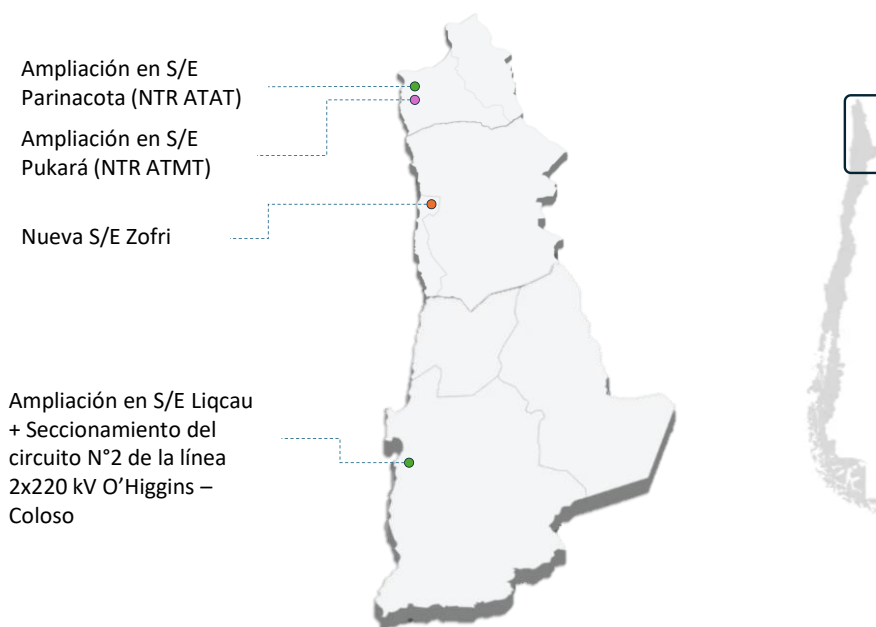 Ampliación en S/E
Parinacota (NTR ATAT)
Ampliación en S/E
Pukará (NTR ATMT)
Nueva S/E Zofri
Ampliación en S/E Liqcau
+ Seccionamiento del
circuito N°2 de la línea
2x220 kV O’Higgins –
Coloso